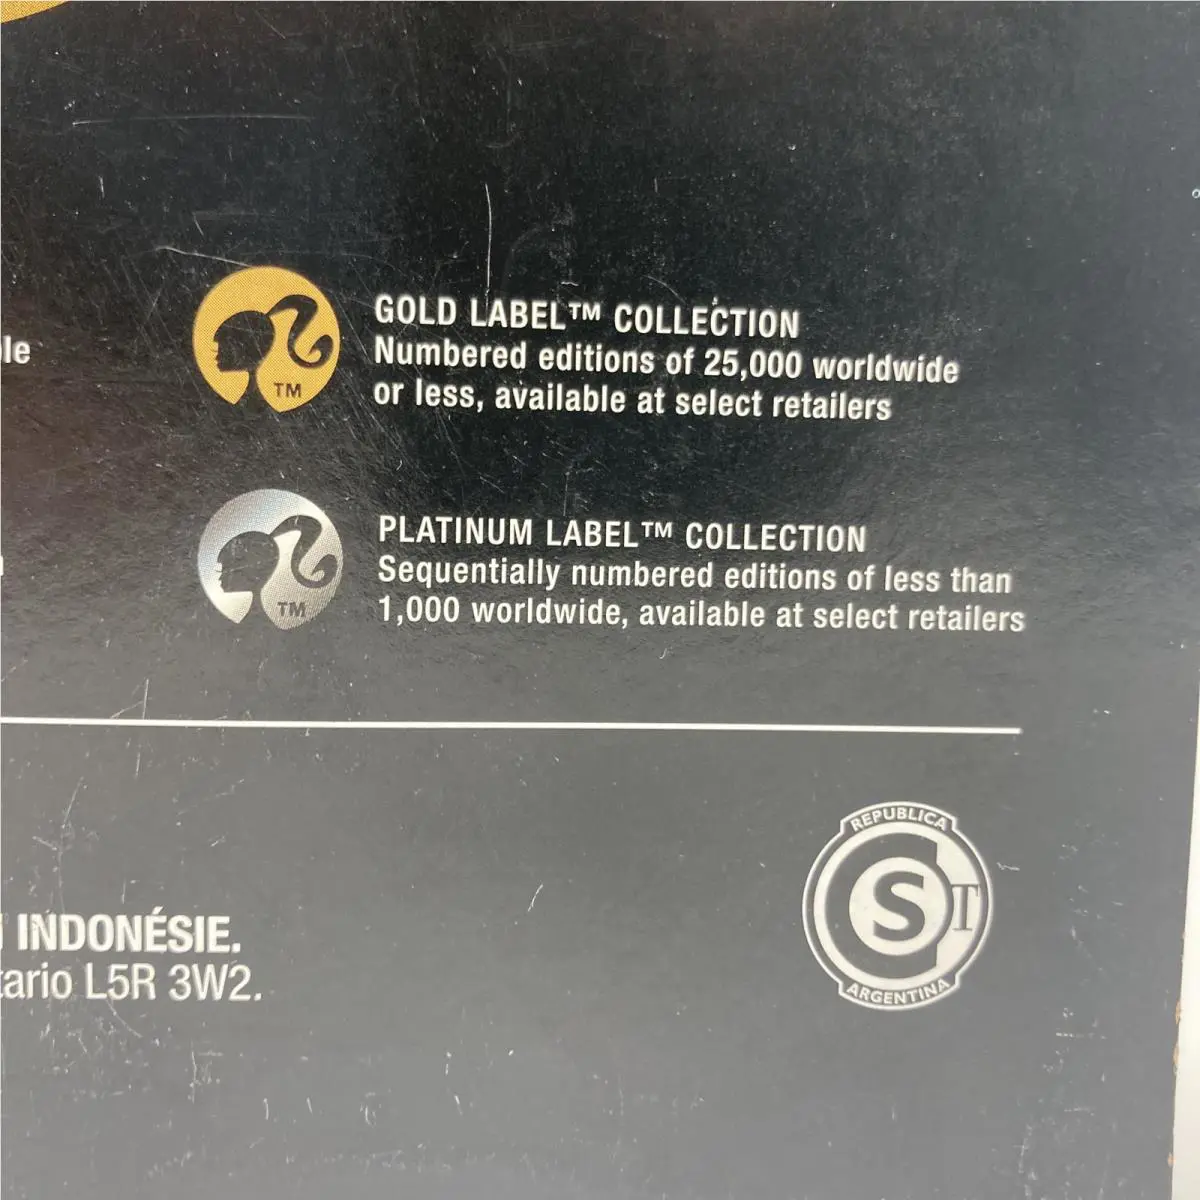 GOLD LABEL™ COLLECTION
Numbered editions of 25,000 worldwide
or less, available at select retailers
TM
PLATINUM LABEL™ COLLECTION
Sequentially numbered editions of less than
1,000 worldwide, available at select retailers
TM
INDONÉSIE.
L5R 3W2.
REPUBLICA
CS T
ARGENTINA